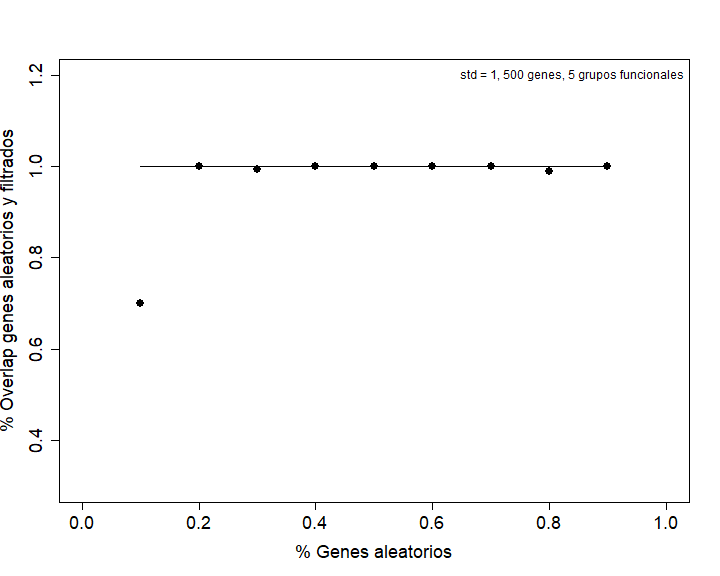 std = 1, 500 genes, 5 grupos funcionales
% Overlap genes aleatorios y filtrados
1.2
1.0
0.8
0.6
0.4
0.0 0.2 0.4 0.6 0.8 1.0
% Genes aleatorios